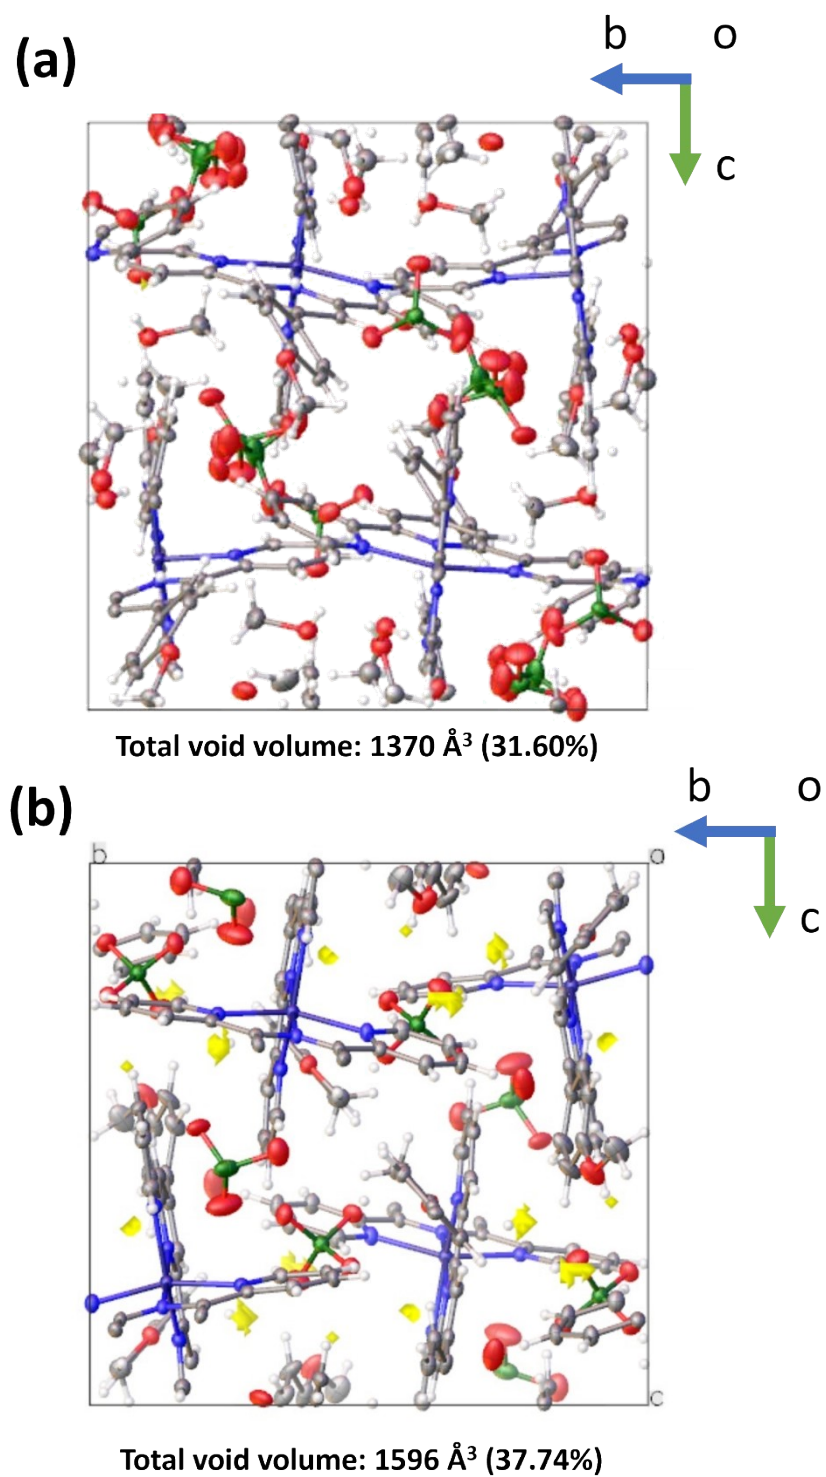 (a)
b o
c
Total void volume: 1370 Å³ (31.60%)
(b)
b o
c
b o
c
Total void volume: 1596 Å³ (37.74%)